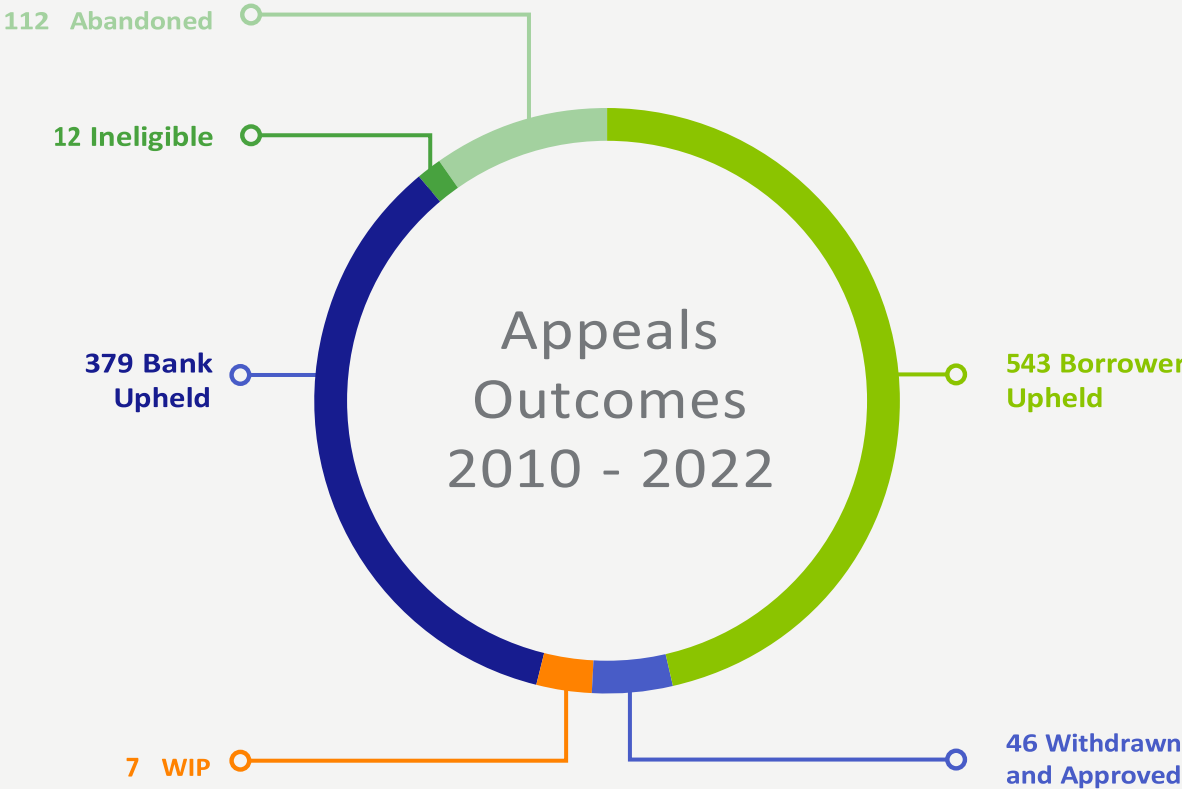 112 Abandoned
12 Ineligible
379 Bank
Upheld
Appeals
Outcomes
2010 - 2022
543 Borrower
Upheld
7 WIP
46 Withdrawn
and Approved